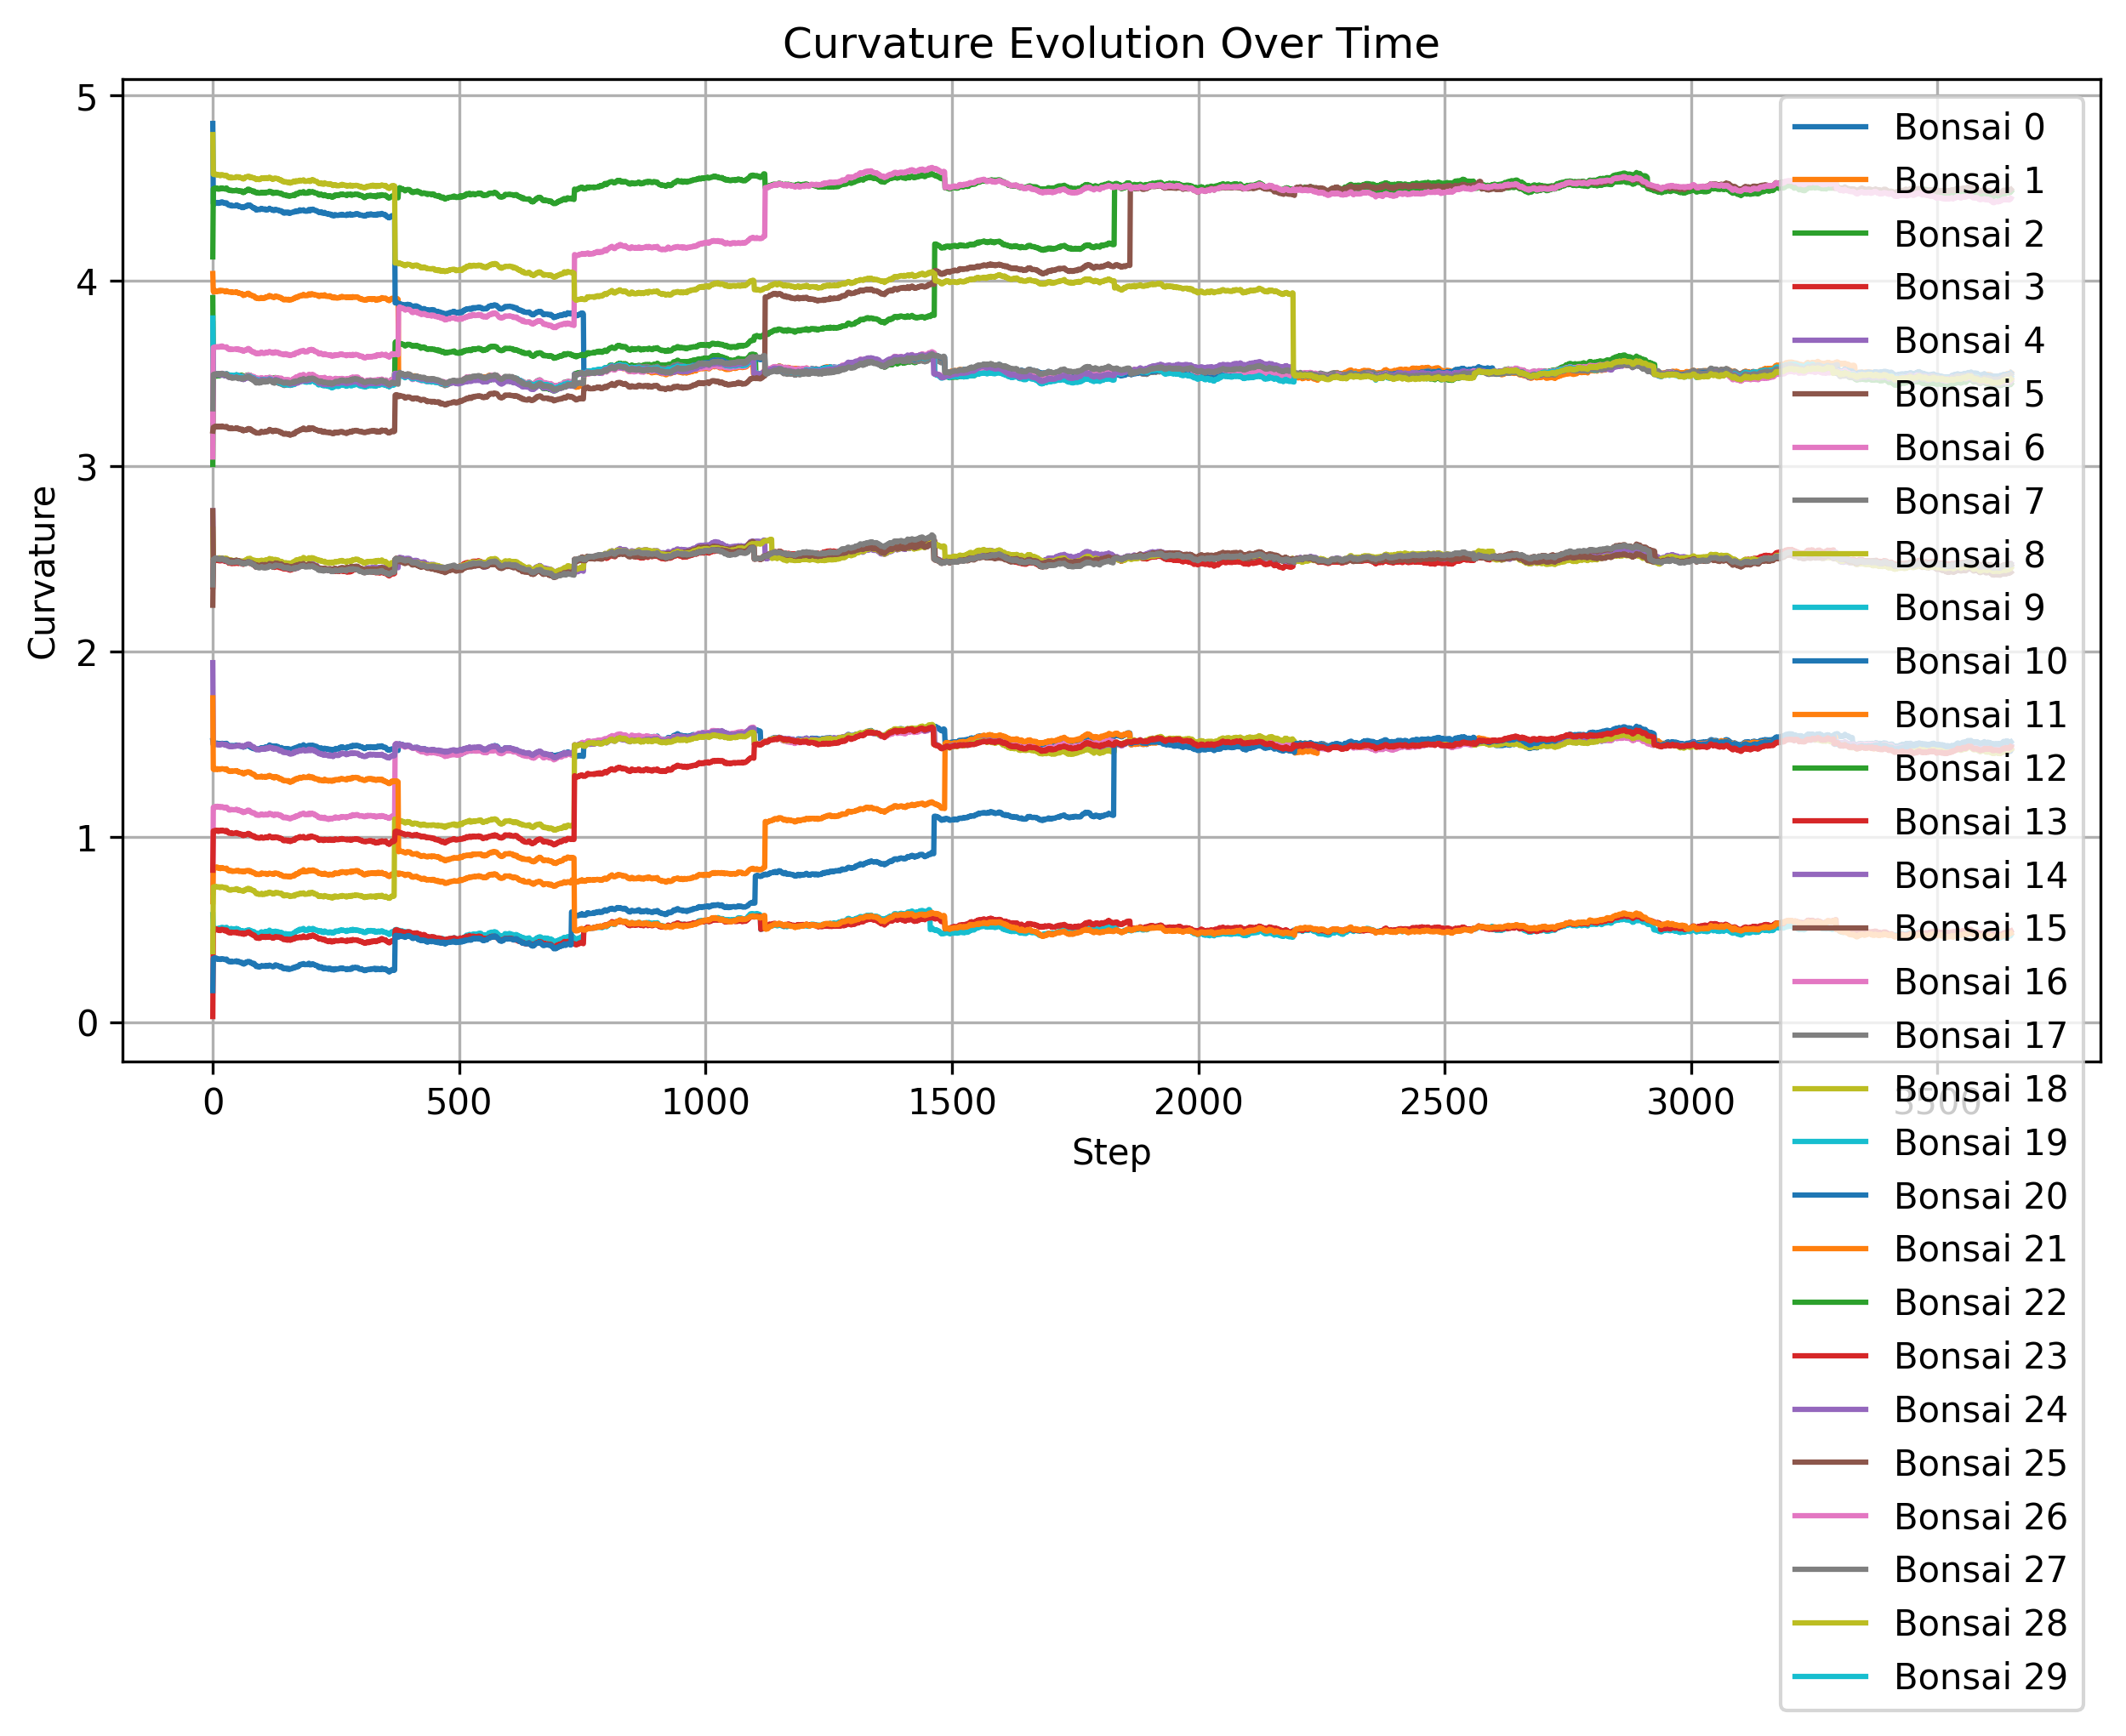 Curvature Evolution Over Time
Curvature
5
4
3
2
1
0
0 500 1000 1500 2000 2500 3000 3500
Step
Bonsai 0
Bonsai 1
Bonsai 2
Bonsai 3
Bonsai 4
Bonsai 5
Bonsai 6
Bonsai 7
Bonsai 8
Bonsai 9
Bonsai 10
Bonsai 11
Bonsai 12
Bonsai 13
Bonsai 14
Bonsai 15
Bonsai 16
Bonsai 17
Bonsai 18
Bonsai 19
Bonsai 20
Bonsai 21
Bonsai 22
Bonsai 23
Bonsai 24
Bonsai 25
Bonsai 26
Bonsai 27
Bonsai 28
Bonsai 29